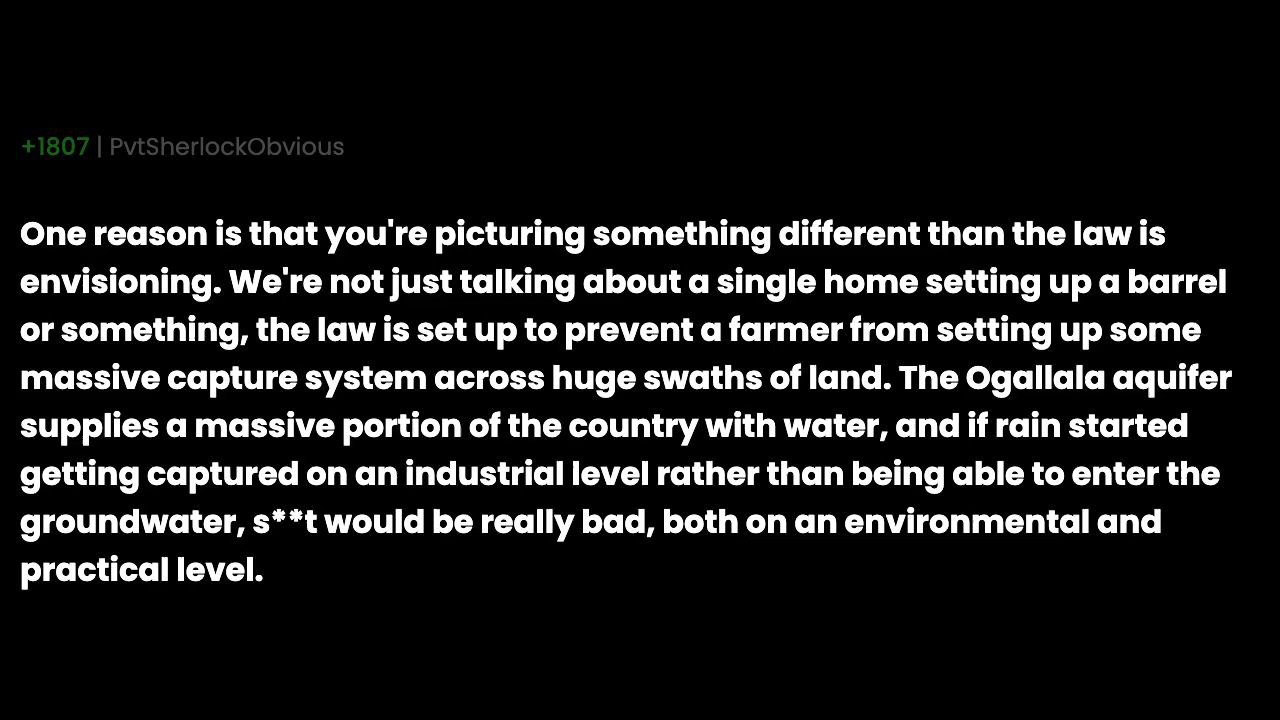 +1807 | PvtSherlockObvious
One reason is that you're picturing something different than the law is
envisioning. We're not just talking about a single home setting up a barrel
or something, the law is set up to prevent a farmer from setting up some
massive capture system across huge swaths of land. The Ogallala aquifer
supplies a massive portion of the country with water, and if rain started
getting captured on an industrial level rather than being able to enter the
groundwater, s**t would be really bad, both on an environmental and
practical level.